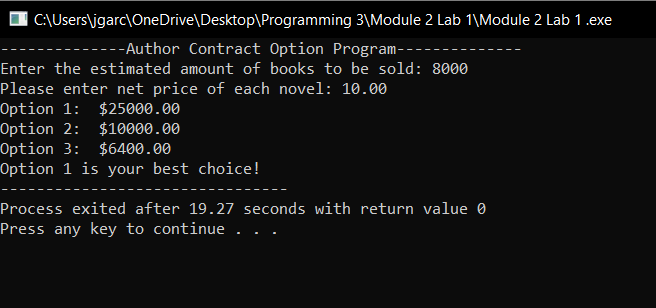 C:\Users\jgarc\OneDrive\Desktop\Programming 3\Module 2 Lab 1\Module 2 Lab 1 .exe
--------------Author Contract Option Program--------------
Enter the estimated amount of books to be sold: 8000
Please enter net price of each novel: 10.00
Option 1:  $25000.00
Option 2:  $10000.00
Option 3:  $6400.00
Option 1 is your best choice!
--------------------------------
Process exited after 19.27 seconds with return value 0
Press any key to continue . . .